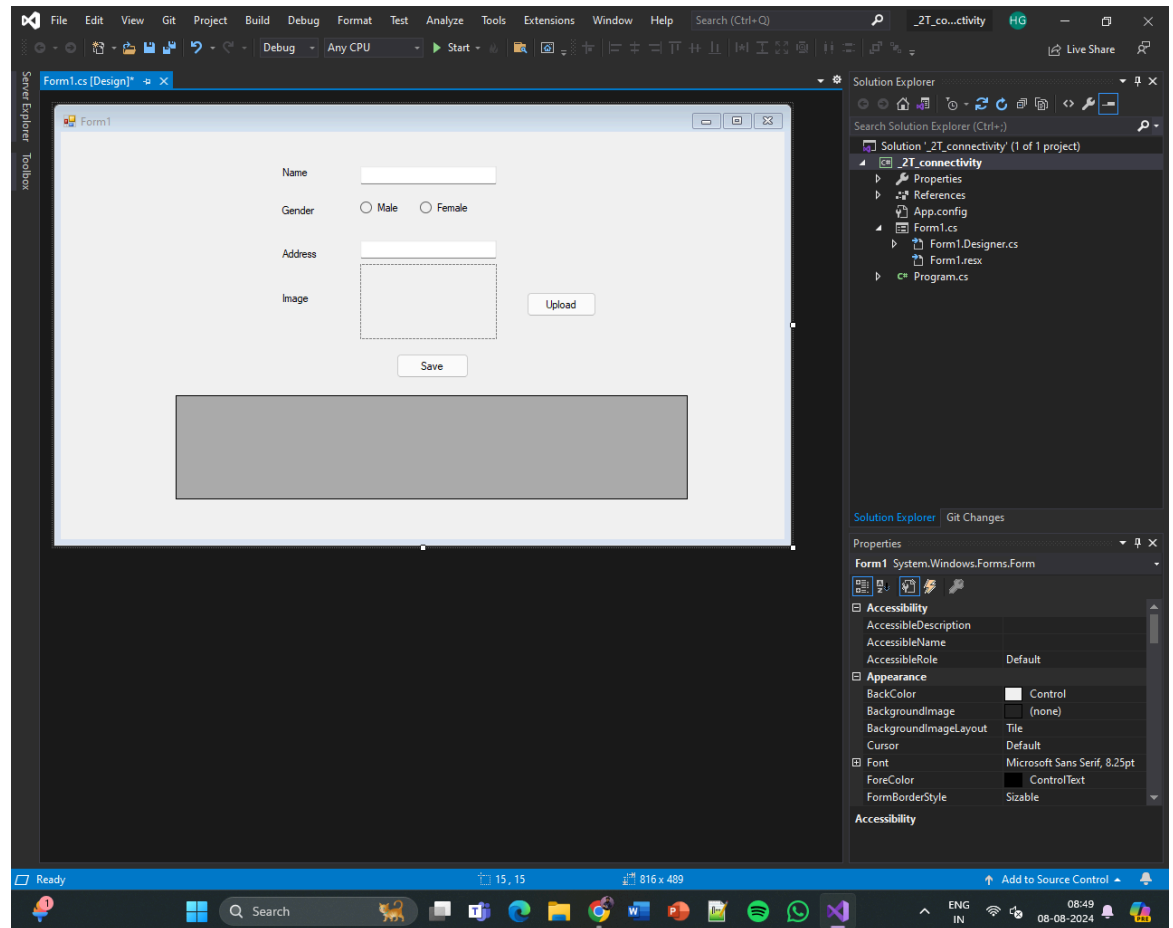 File Edit View Git Project Build Debug Format Test Analyze Tools Extensions Window Help Search (Ctrl+Q) _2T_co...ctivity HG
Debug Any CPU Start Live Share
Server Explorer
Toolbox
Form1.cs [Design]*
Form1
Name
Gender Male Female
Address
Image
Upload
Save
Solution Explorer
Search Solution Explorer (Ctrl+;)
Solution '_2T_connectivity' (1 of 1 project)
_2T_connectivity
Properties
References
App.config
Form1.cs
Form1.Designer.cs
Form1.resx
C# Program.cs
Solution Explorer Git Changes
Properties
Form1 System.Windows.Forms.Form
Accessibility
AccessibleDescription
AccessibleName
AccessibleRole Default
Appearance
BackColor Control
BackgroundImage (none)
BackgroundImageLayout Tile
Cursor Default
Font Microsoft Sans Serif, 8.25pt
ForeColor ControlText
FormBorderStyle Sizable
Accessibility
Ready 15 , 15 816 x 489 Add to Source Control
1 Search ENG IN 08:49 08-08-2024